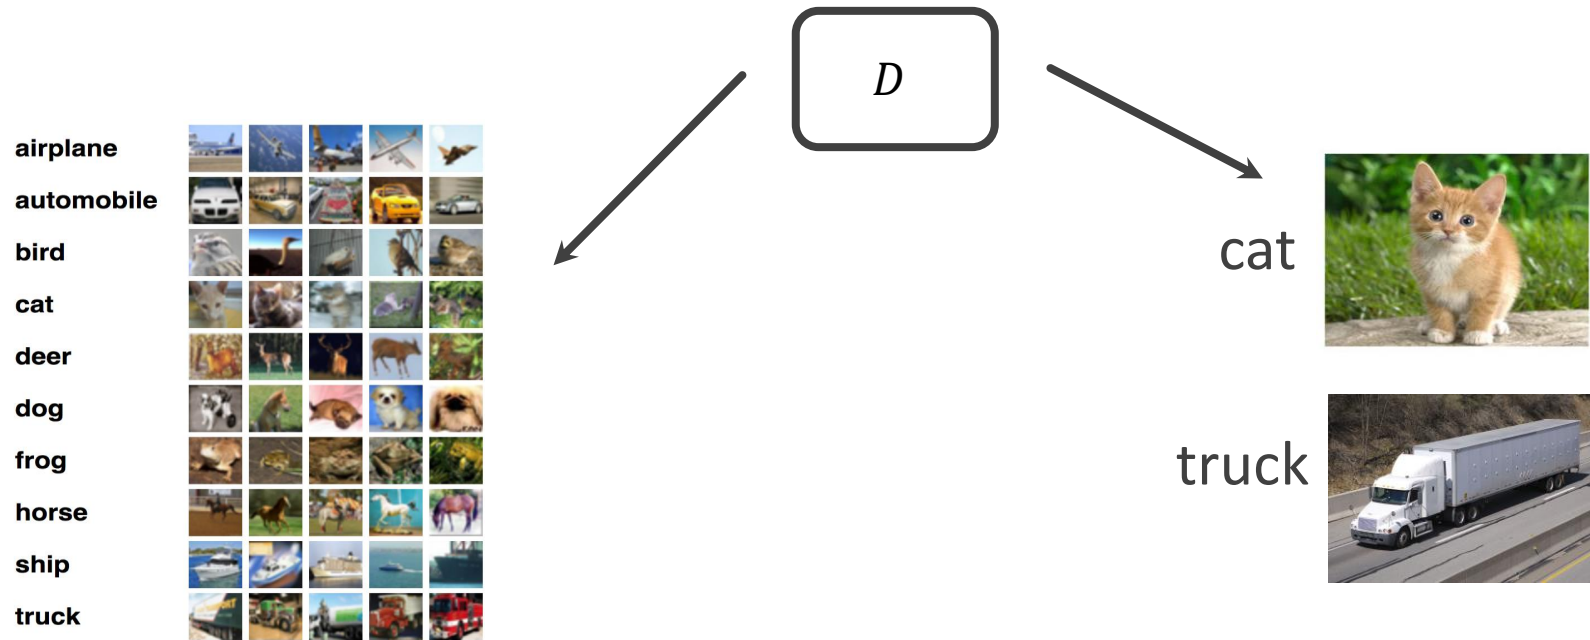 D
airplane
automobile
bird
cat
deer
dog
frog
horse
ship
truck
cat
truck